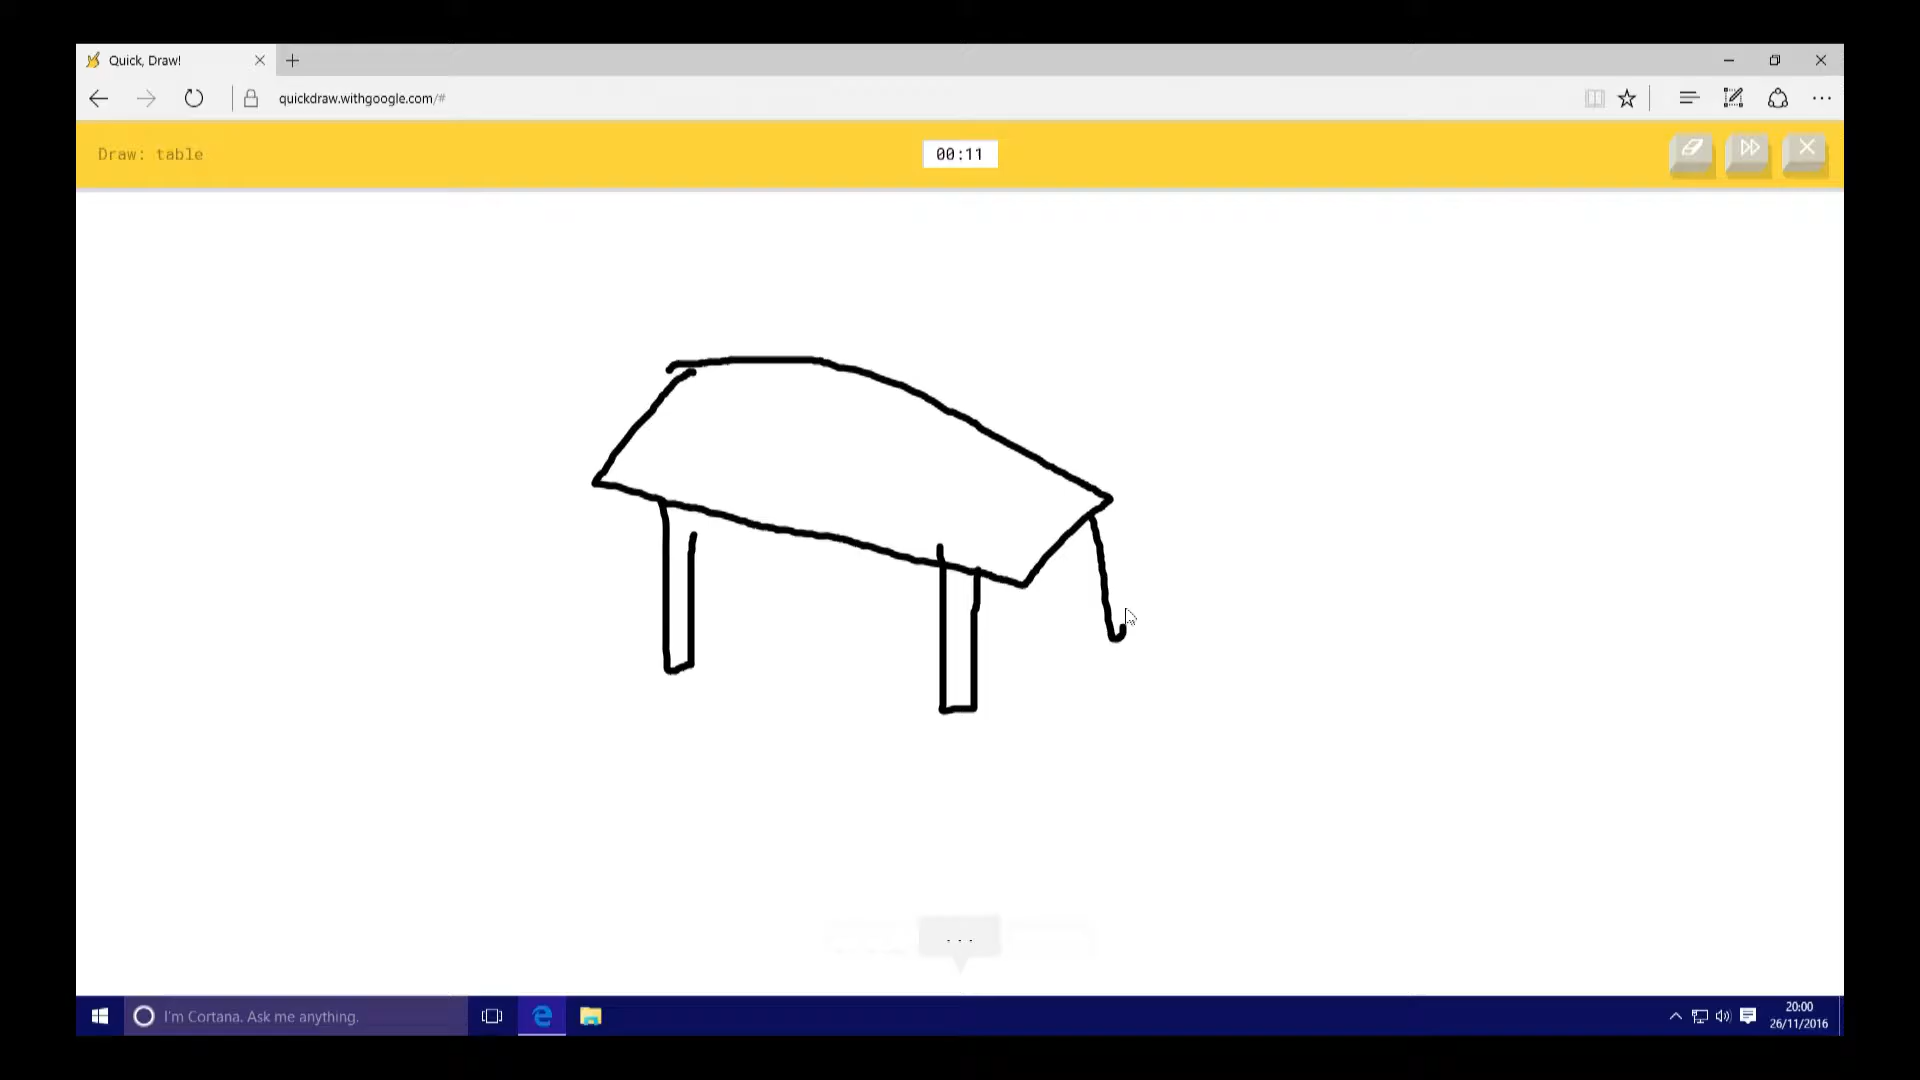 Quick, Draw!
quickdraw.withgoogle.com/#
Draw: table
00:11
...
I'm Cortana. Ask me anything.
20:00
26/11/2016